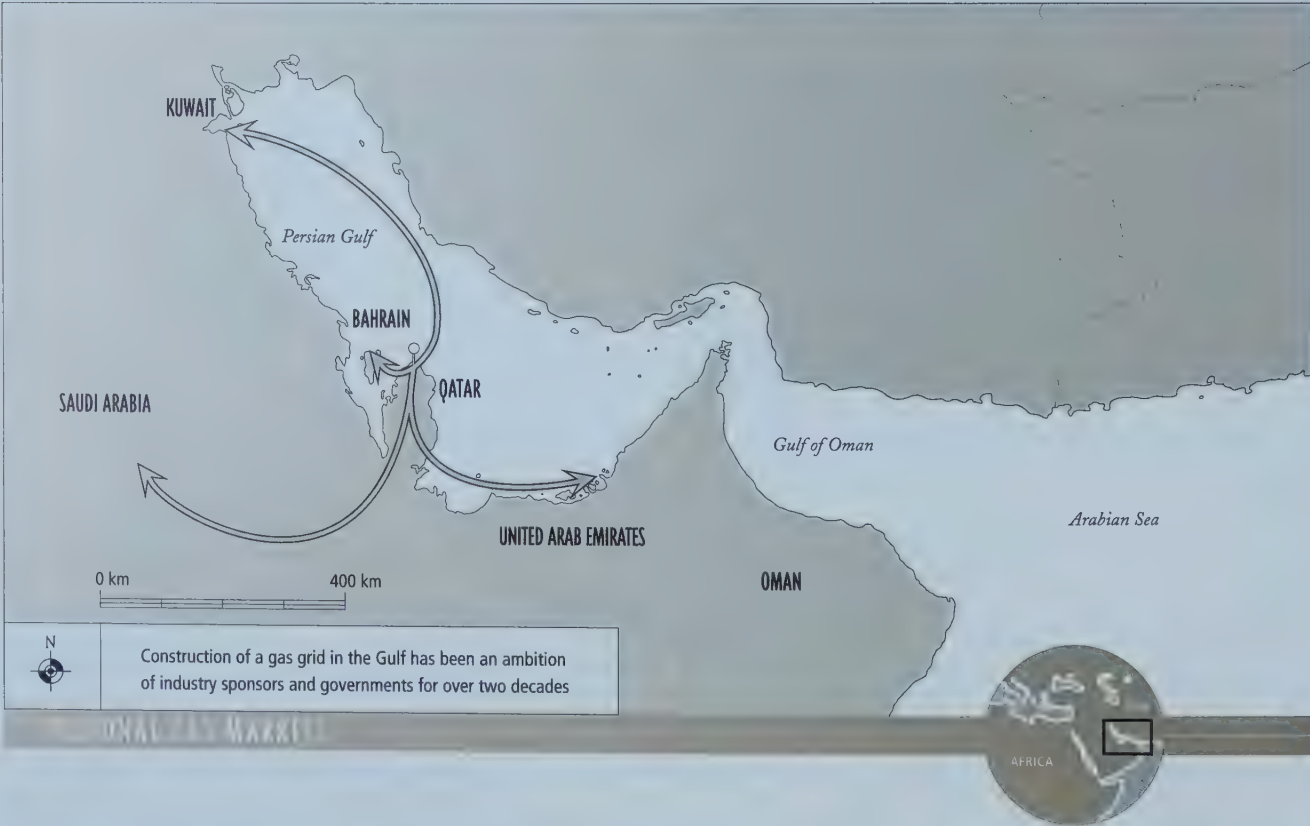 KUWAIT
Persian Gulf
BAHRAIN
QATAR
SAUDI ARABIA
Gulf of Oman
Arabian Sea
UNITED ARAB EMIRATES
OMAN
0 km 400 km
N
Construction of a gas grid in the Gulf has been an ambition
of industry sponsors and governments for over two decades
AFRICA